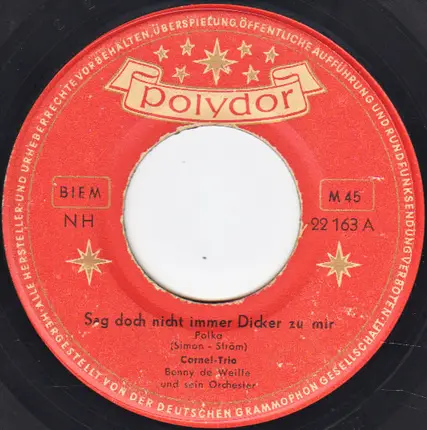 ·ALLE HERSTELLER-UND URHEBERRECHTE VORBEHALTEN, ÜBERSPIELUNG, ÖFFENTLICHE AUFFÜHRUNG UND RUNDFUNKSENDUNG VERBOTEN·
polydor
BIEM
M 45
NH
22 163 A
Sag doch nicht immer Dicker zu mir
Polka
(Simon - Ström)
Cornel-Trio
Benny de Weille
und sein Orchester
HERGESTELLT VON DER DEUTSCHEN GRAMMOPHON GESELLSCHAFT